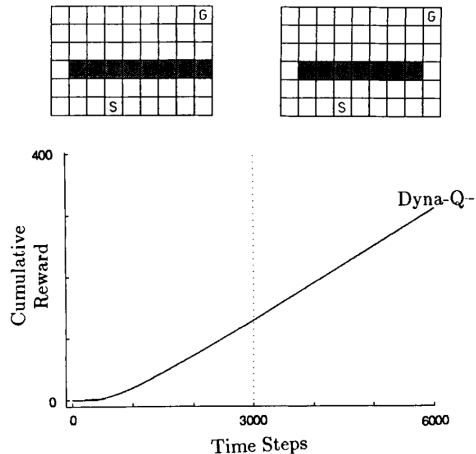 G
G
S
S
400
Dyna-Q-
Cumulative
Reward
0
0
3000
6000
Time Steps